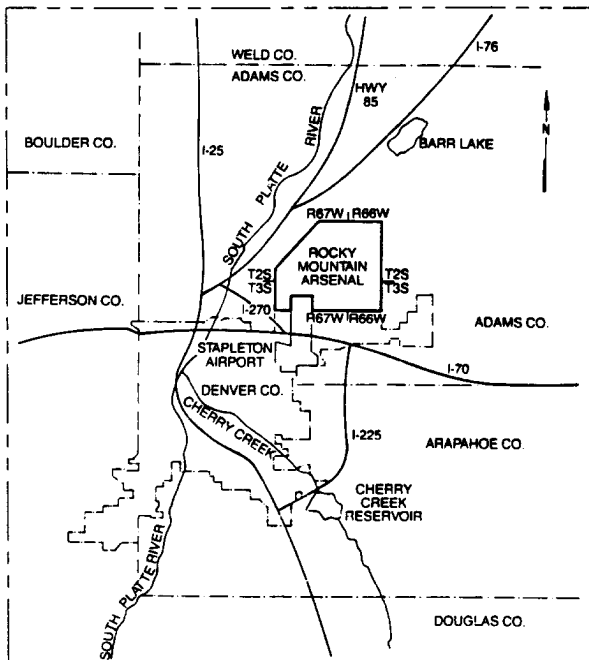 WELD CO.
ADAMS CO.
I-76
HWY
85
BOULDER CO.
I-25
SOUTH PLATTE RIVER
BARR LAKE
N
R67W R66W
ROCKY
MOUNTAIN
ARSENAL
T2S
T3S
T2S
T3S
JEFFERSON CO.
I-270
R67W R66W
ADAMS CO.
STAPLETON
AIRPORT
I-70
DENVER CO.
CHERRY CREEK
I-225
ARAPAHOE CO.
CHERRY
CREEK
RESERVOIR
SOUTH PLATTE RIVER
DOUGLAS CO.